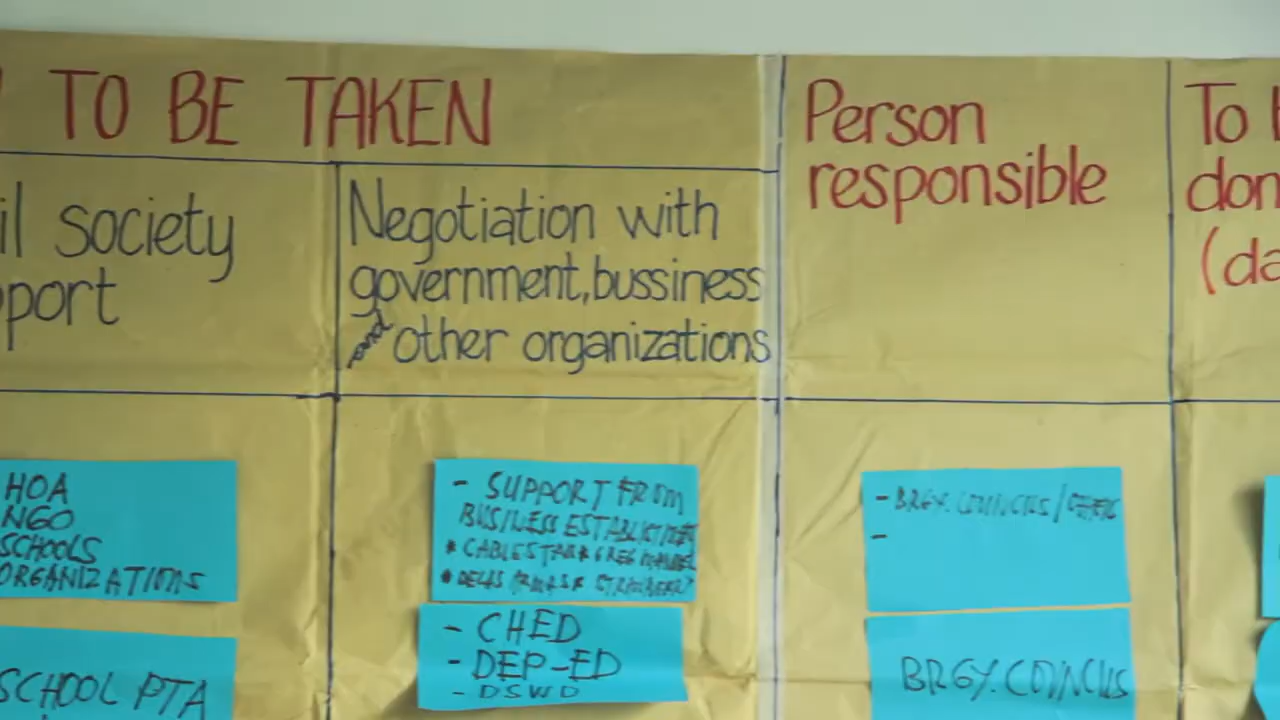 TO BE TAKEN
Person
responsible
To
don
(da
il society
port
Negotiation with
government, bussiness
and other organizations
HOA
NGO
SCHOOLS
ORGANIZATIONS
SCHOOL PTA
- SUPPORT FROM
BUSINESS
- CHED
- DEP-ED
- DSWD
- BRGY. COUNCILS /
-
BRGY. COUNCILS